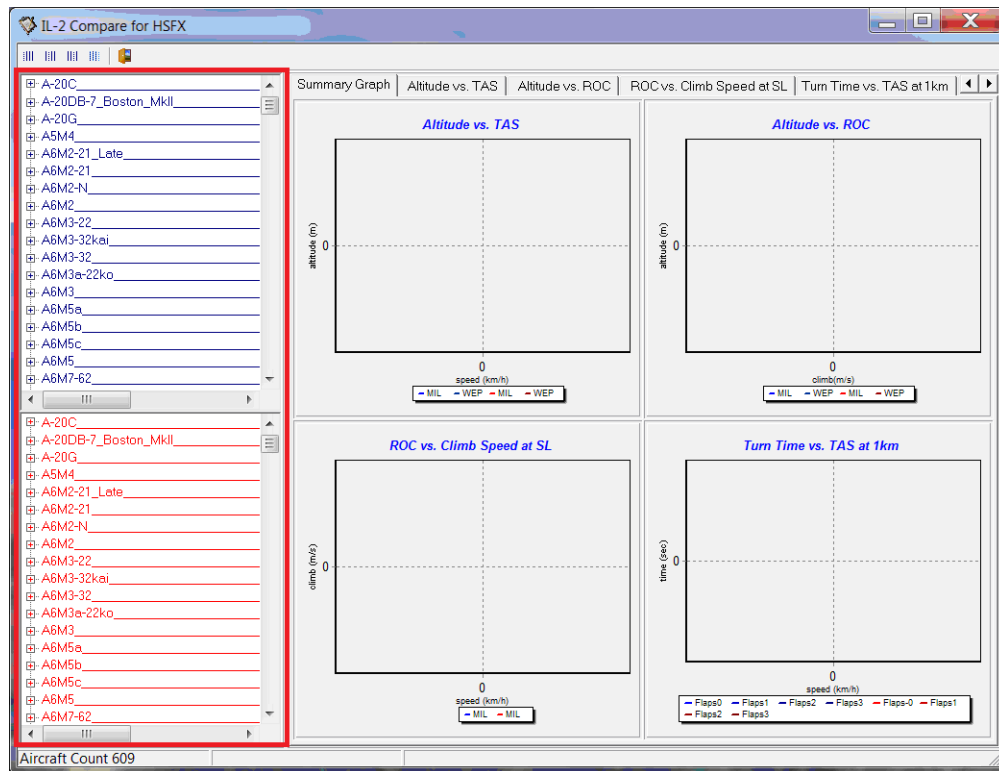 IL-2 Compare for HSFX
Summary Graph Altitude vs. TAS Altitude vs. ROC ROC vs. Climb Speed at SL Turn Time vs. TAS at 1km
A-20C
A-20DB-7_Boston_MkII
A-20G
A5M4
A6M2-21_Late
A6M2-21
A6M2-N
A6M2
A6M3-22
A6M3-32kai
A6M3-32
A6M3a-22ko
A6M3
A6M5a
A6M5b
A6M5c
A6M5
A6M7-62
A-20C
A-20DB-7_Boston_MkII
A-20G
A5M4
A6M2-21_Late
A6M2-21
A6M2-N
A6M2
A6M3-22
A6M3-32kai
A6M3-32
A6M3a-22ko
A6M3
A6M5a
A6M5b
A6M5c
A6M5
A6M7-62
Altitude vs. TAS
altitude (m)
0
0
speed (km/h)
MIL WEP MIL WEP
Altitude vs. ROC
altitude (m)
0
0
climb(m/s)
MIL WEP MIL WEP
ROC vs. Climb Speed at SL
climb (m/s)
0
0
speed (km/h)
MIL MIL
Turn Time vs. TAS at 1km
time (sec)
0
0
speed (km/h)
Flaps0 Flaps1 Flaps2 Flaps3 Flaps-0 Flaps1
Flaps2 Flaps3
Aircraft Count 609